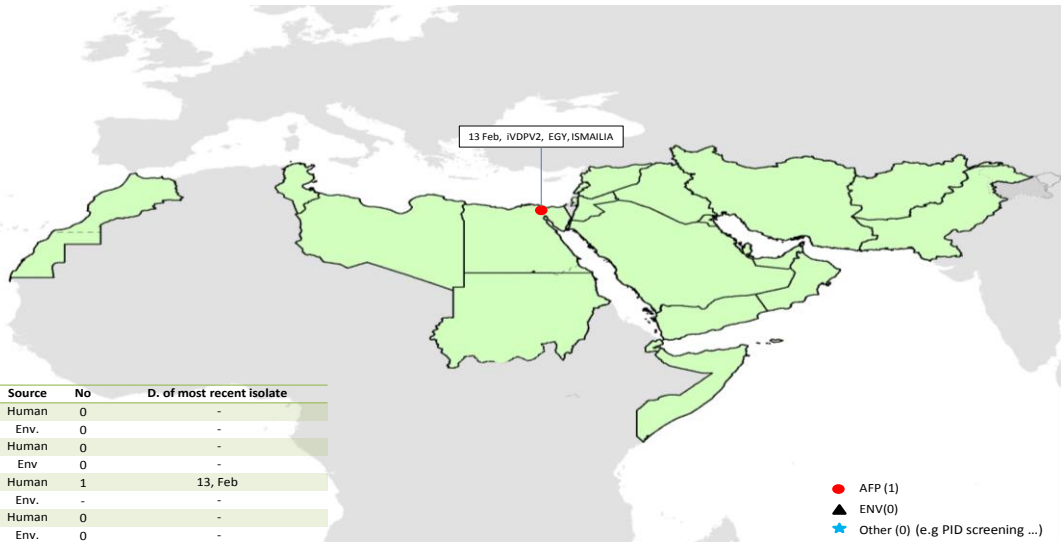 13 Feb, iVDPV2, EGY, ISMAILIA
Source No D. of most recent isolate
Human 0 -
Env. 0 -
Human 0 -
Env 0 -
Human 1 13, Feb
Env. - -
Human 0 -
Env. 0 -
AFP (1)
ENV(0)
Other (0) (e.g PID screening ...)